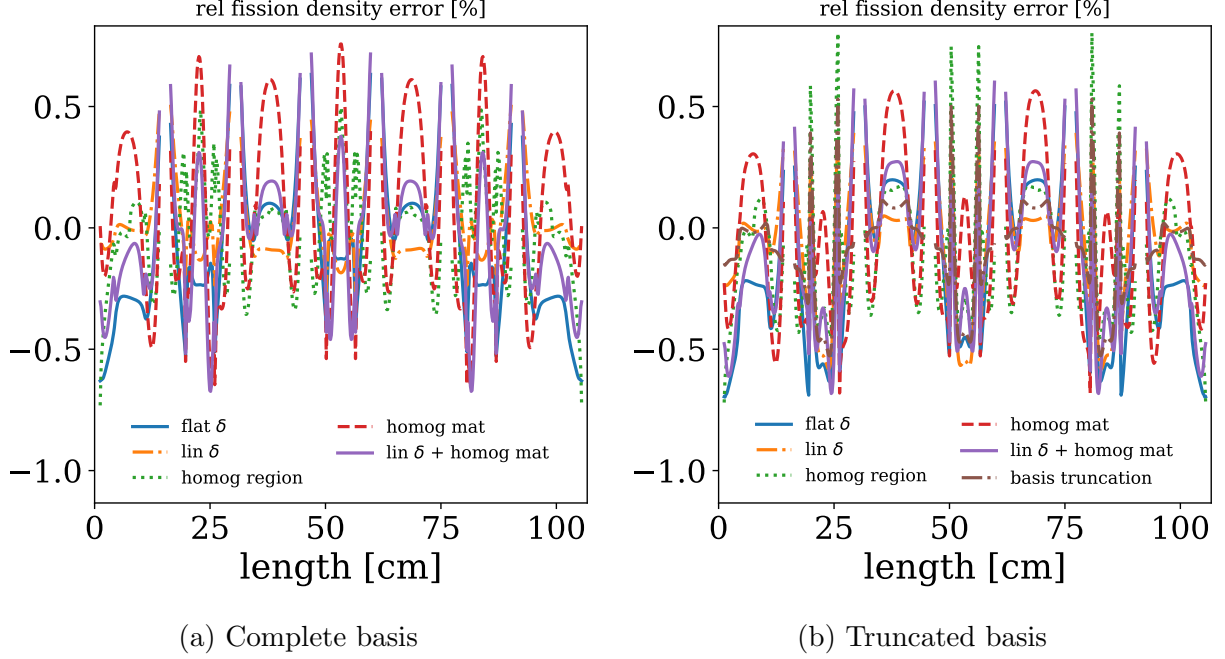 rel fission density error [%]
0.5
0.0
−0.5
−1.0
flat δ
lin δ
homog region
homog mat
lin δ + homog mat
0 25 50 75 100
length [cm]
(a) Complete basis
rel fission density error [%]
0.5
0.0
−0.5
−1.0
flat δ
lin δ
homog region
homog mat
lin δ + homog mat
basis truncation
0 25 50 75 100
length [cm]
(b) Truncated basis